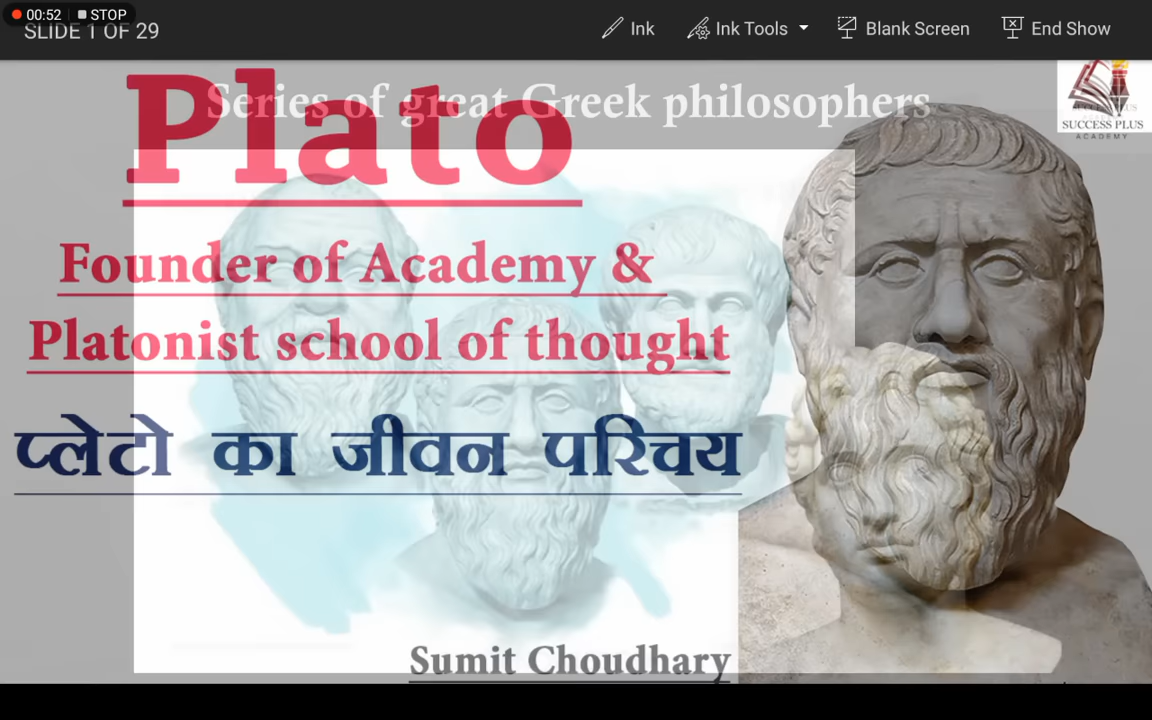 00:52 STOP
SLIDE 1 OF 29
Ink
Ink Tools
Blank Screen
End Show
Series of great Greek philosophers
Plato
SUCCESS PLUS
ACADEMY
Founder of Academy &
Platonist school of thought
प्लेटो का जीवन परिचय
Sumit Choudhary